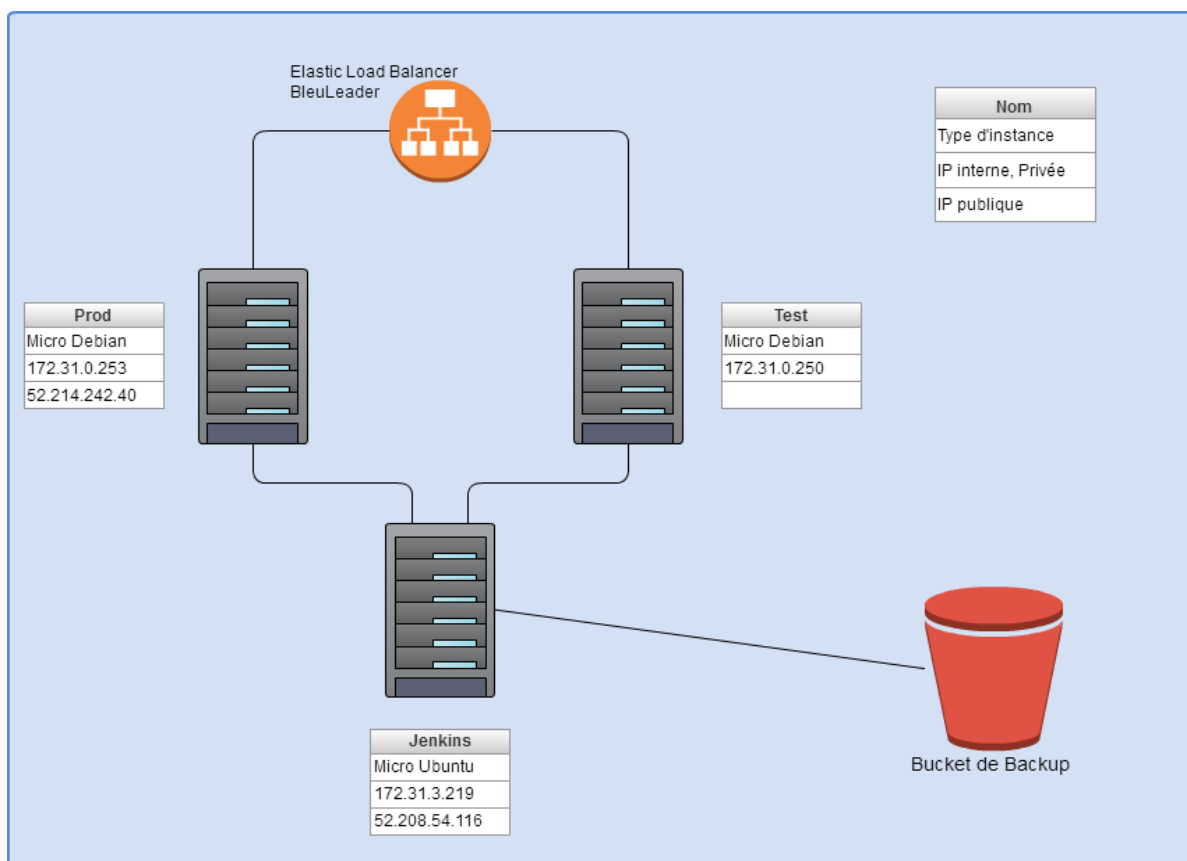 Elastic Load Balancer
BleuLeader
Nom
Type d'instance
IP interne, Privée
IP publique
Prod
Micro Debian
172.31.0.253
52.214.242.40
Test
Micro Debian
172.31.0.250
Jenkins
Micro Ubuntu
172.31.3.219
52.208.54.116
Bucket de Backup